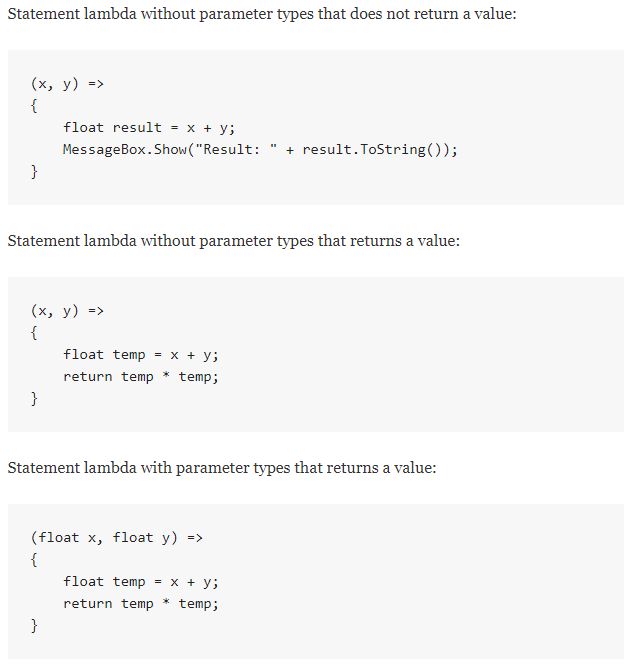 Statement lambda without parameter types that does not return a value:
(x, y) =>
{
    float result = x + y;
    MessageBox.Show("Result: " + result.ToString());
}
Statement lambda without parameter types that returns a value:
(x, y) =>
{
    float temp = x + y;
    return temp * temp;
}
Statement lambda with parameter types that returns a value:
(float x, float y) =>
{
    float temp = x + y;
    return temp * temp;
}